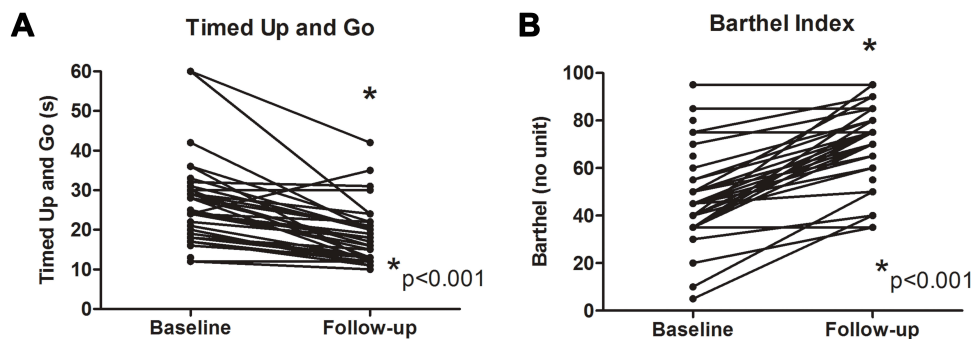 A
Timed Up and Go
Timed Up and Go (s)
60
50
40
30
20
10
0
*
* p<0.001
Baseline
Follow-up
B
Barthel Index
Barthel (no unit)
100
80
60
40
20
0
*
* p<0.001
Baseline
Follow-up